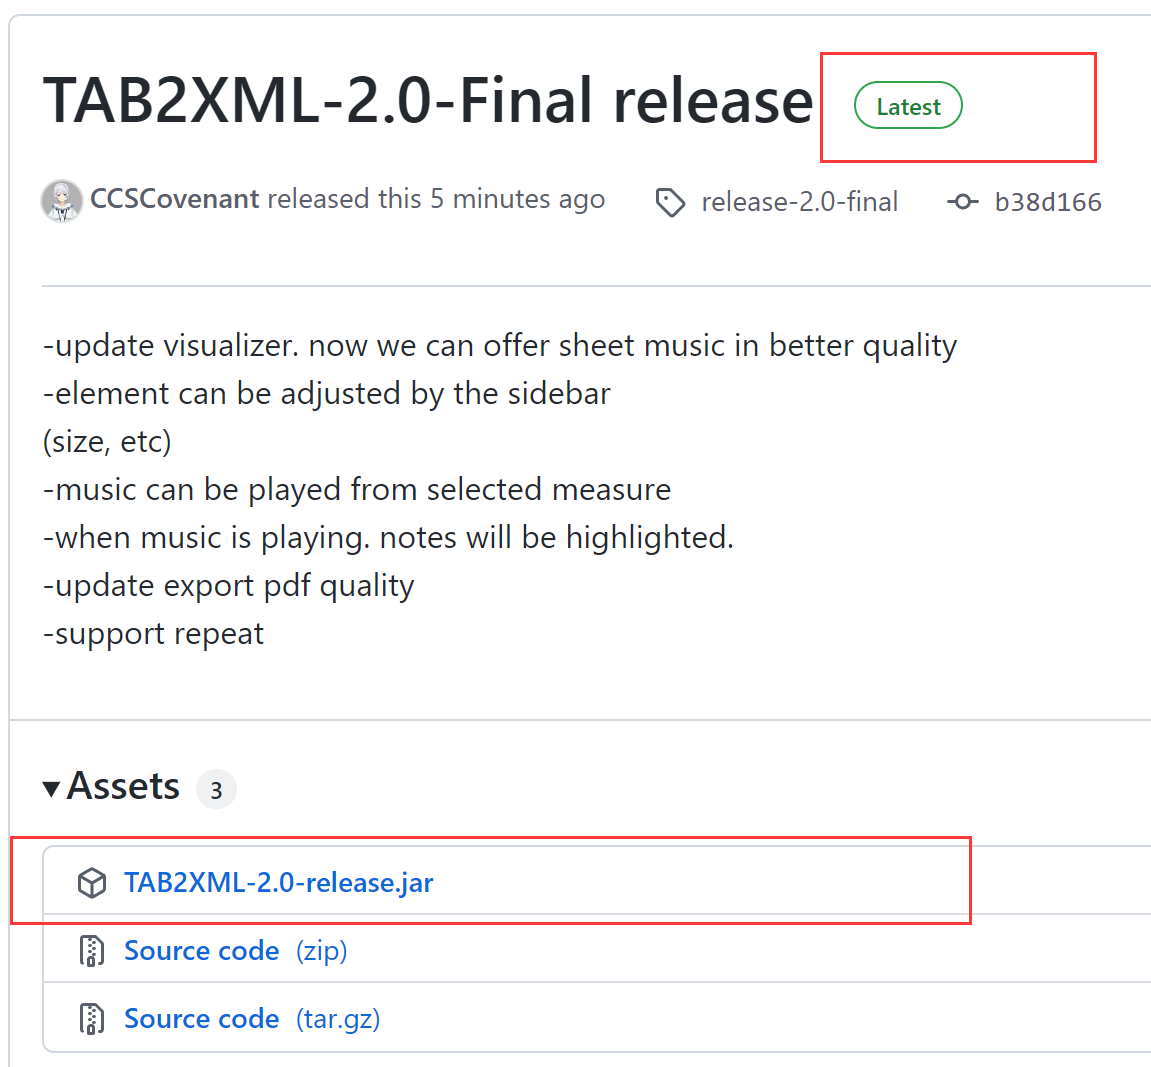 TAB2XML-2.0-Final release Latest
CCSCovenant released this 5 minutes ago release-2.0-final b38d166
-update visualizer. now we can offer sheet music in better quality
-element can be adjusted by the sidebar
(size, etc)
-music can be played from selected measure
-when music is playing. notes will be highlighted.
-update export pdf quality
-support repeat
Assets 3
TAB2XML-2.0-release.jar
Source code (zip)
Source code (tar.gz)